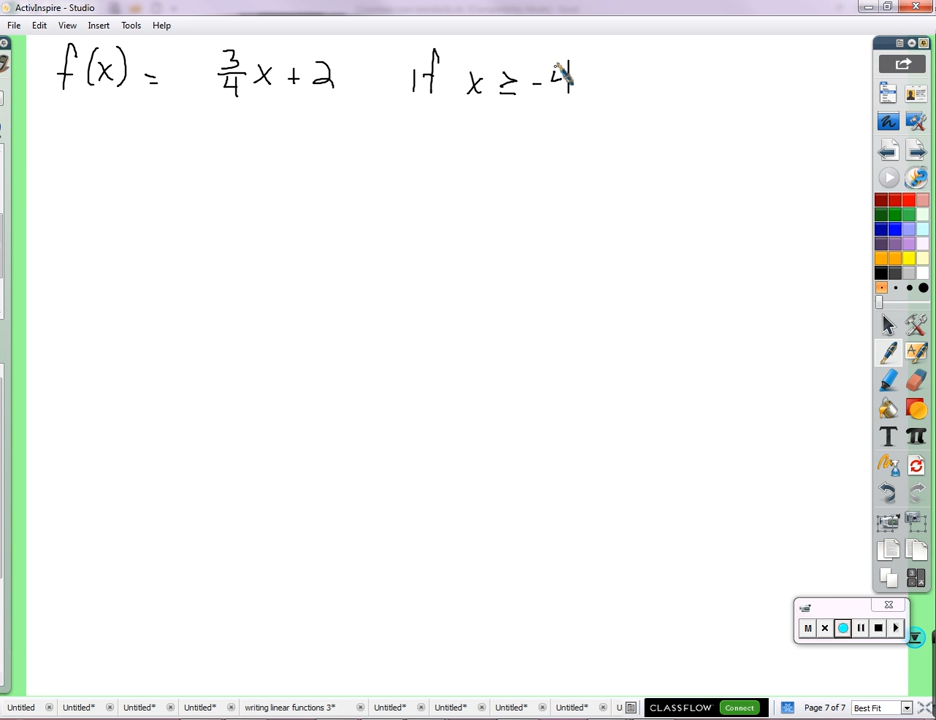 ActivInspire - Studio
File Edit View Insert Tools Help
f(x) = 3/4 x + 2 if x ≥ -4
M
T π
Untitled Untitled* Untitled* Untitled* writing linear functions 3* Untitled* Untitled* Untitled* Untitled* U CLASSFLOW Connect Page 7 of 7 Best Fit